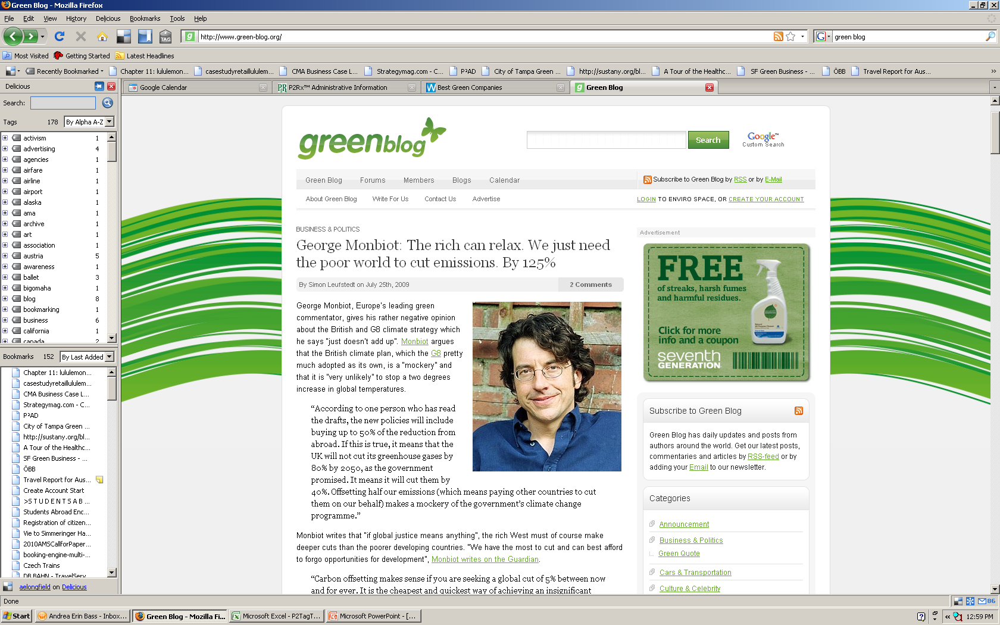 Green Blog - Mozilla Firefox
File Edit View History Delicious Bookmarks Tools Help
TAG
http://www.green-blog.org/
green blog
Most Visited Getting Started Latest Headlines
Recently Bookmarked Chapter 11: lululemon... casestudyretaillululem... CMA Business Case L... Strategymag.com - C... P²AD City of Tampa Green ... http://sustany.org/bl... A Tour of the Healthc... SF Green Business - ... ÖBB Travel Report for Aus...
Delicious
Google Calendar P2Rx™ Administrative Information Best Green Companies Green Blog
Search:
Tags 178 By Alpha A-Z
activism 1
advertising 4
agencies 1
airfare 1
airline 1
airport 1
alaska 1
ama 1
archive 1
art 1
association 1
austria 5
awareness 1
ballet 3
bigomaha 1
blog 8
bookmarking 1
business 6
california 1
canada 2
Bookmarks 152 By Last Added
Chapter 11: lululemon...
casestudyretaillululem...
CMA Business Case L...
Strategymag.com - C...
P²AD
City of Tampa Green ...
http://sustany.org/bl...
A Tour of the Healthc...
SF Green Business - ...
ÖBB
Travel Report for Aus...
Create Account Start
>S T U D E N T S A B ...
Students Abroad Enc...
Registration of citizen...
Vie to Simmeringer Ha...
2010AMSCallforPaper...
booking-engine-multi-...
Czech Trains
DB BAHN - TravelServ...
aelongfield on Delicious
greenblog
Search
Google™
Custom Search
Green Blog Forums Members Blogs Calendar
Subscribe to Green Blog by RSS or by E-Mail
About Green Blog Write For Us Contact Us Advertise
LOGIN TO ENVIRO SPACE, OR CREATE YOUR ACCOUNT
BUSINESS & POLITICS
George Monbiot: The rich can relax. We just need
the poor world to cut emissions. By 125%
By Simon Leufstedt on July 25th, 2009
2 Comments
George Monbiot, Europe's leading green
commentator, gives his rather negative opinion
about the British and G8 climate strategy which
he says "just doesn't add up". Monbiot argues
that the British climate plan, which the G8 pretty
much adopted as its own, is a "mockery" and
that it is "very unlikely" to stop a two degrees
increase in global temperatures.
“According to one person who has read
the drafts, the new policies will include
buying up to 50% of the reduction from
abroad. If this is true, it means that the
UK will not cut its greenhouse gases by
80% by 2050, as the government
promised. It means it will cut them by
40%. Offsetting half our emissions (which means paying other countries to cut
them on our behalf) makes a mockery of the government’s climate change
programme.”
Monbiot writes that "if global justice means anything", the rich West must of course make
deeper cuts than the poorer developing countries. "We have the most to cut and can best afford
to forgo opportunities for development", Monbiot writes on the Guardian.
“Carbon offsetting makes sense if you are seeking a global cut of 5% between now
and for ever. It is the cheapest and quickest way of achieving an insignificant
Advertisement
FREE
of streaks, harsh fumes
and harmful residues.
Click for more
info and a coupon
seventh
GENERATION
Subscribe to Green Blog
Green Blog has daily updates and posts from
authors around the world. Get our latest posts,
commentaries and articles by RSS-feed or by
adding your Email to our newsletter.
Categories
Announcement
Business & Politics
Green Quote
Cars & Transportation
Culture & Celebrity
Done
86
Start Andrea Erin Bass - Inbox... Green Blog - Mozilla Fi... Microsoft Excel - P2TagT... Microsoft PowerPoint - [... 12:59 PM